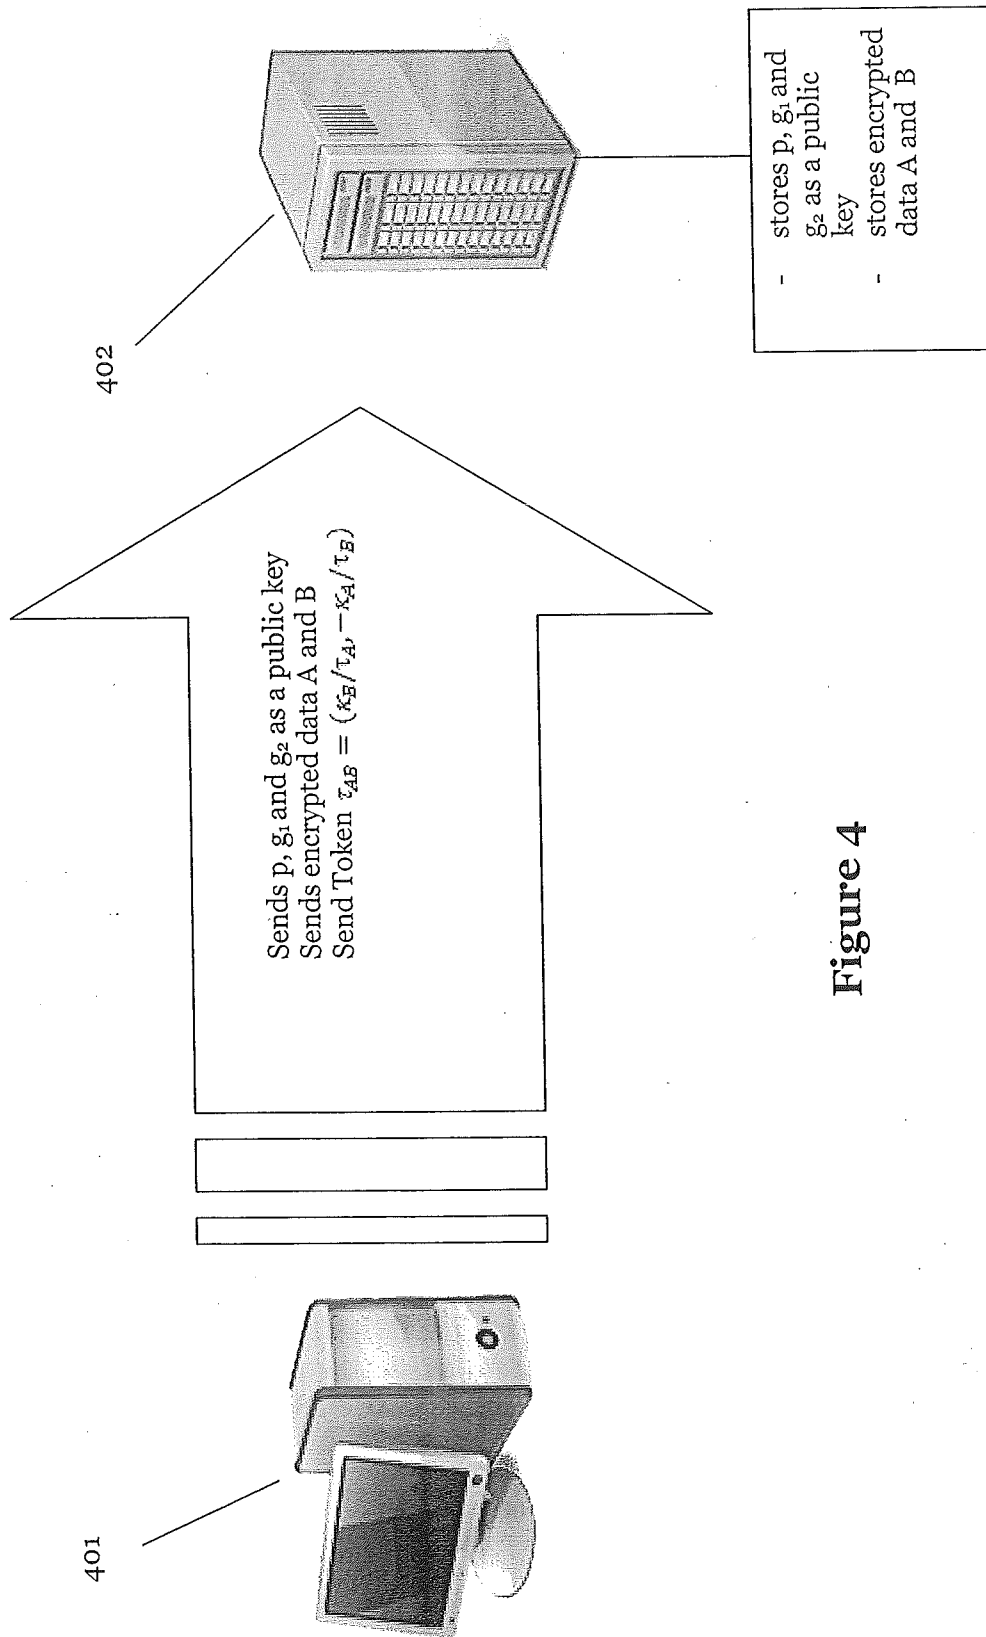 401
402
Sends p, g₁ and g₂ as a public key
Sends encrypted data A and B
Send Token τ_AB = (κ_B/τ_A, −κ_A/τ_B)
- stores p, g₁ and
g₂ as a public
key
- stores encrypted
data A and B
Figure 4